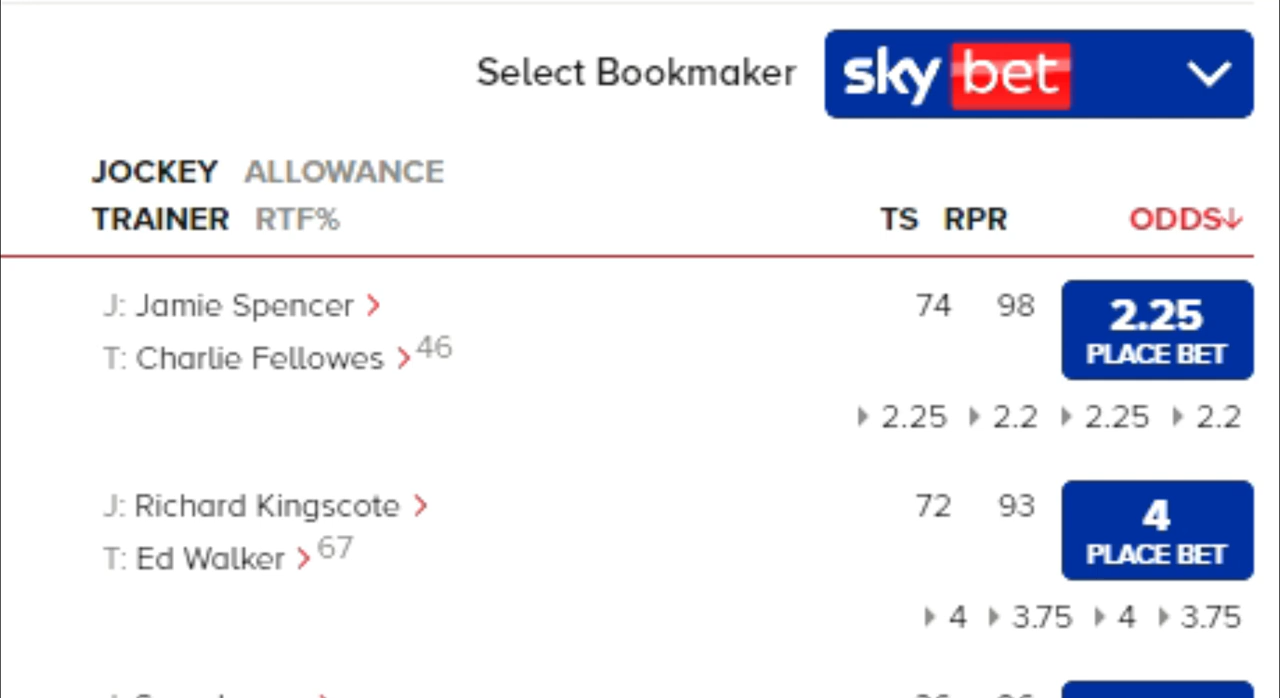 Select Bookmaker sky bet
JOCKEY ALLOWANCE
TRAINER RTF% TS RPR ODDS↓
J: Jamie Spencer > 74 98 2.25
PLACE BET
T: Charlie Fellowes > 46
▸ 2.25 ▸ 2.2 ▸ 2.25 ▸ 2.2
J: Richard Kingscote > 72 93 4
PLACE BET
T: Ed Walker > 67
▸ 4 ▸ 3.75 ▸ 4 ▸ 3.75